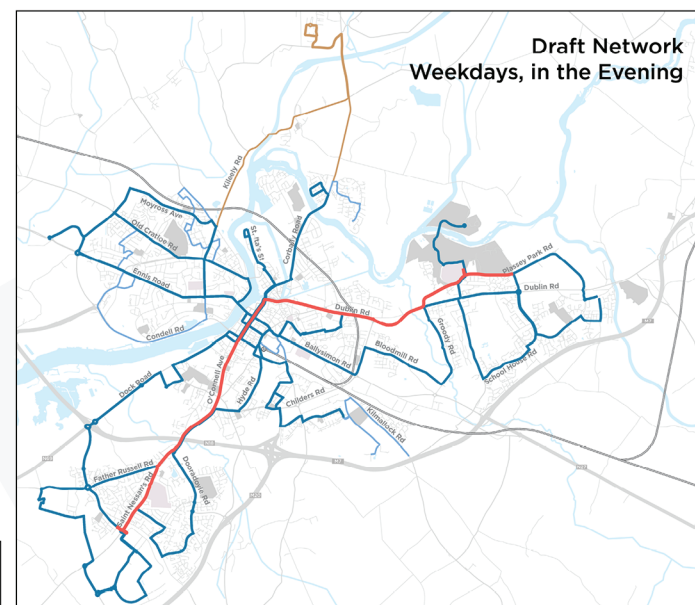 Draft Network
Weekdays, in the Evening
Kileely Rd
Moyross Ave
Old Cratloe Rd
St. Ita's St
Corbally Road
Ennis Road
Plassey Park Rd
Dublin Rd
Dublin Rd
Condell Rd
Groody Rd
Bloodmill Rd
Ballysimon Rd
School House Rd
O'Connell Ave
Dock Road
Hyde Rd
Childers Rd
Kilmallock Rd
Father Russell Rd
Dooradoyle Rd
Saint Nessan's Rd